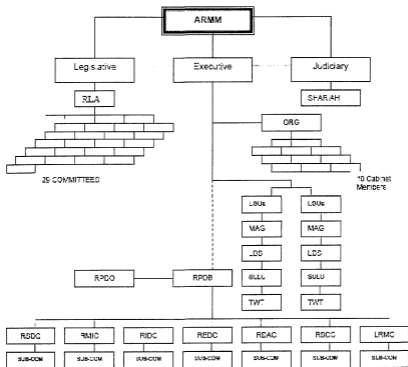 ARMM
Legislative Executive Judiciary
RLA SHARIAH
ORG
29 COMMITTEED
10 Cabinet
Members
LGUs LGUs
MAG MAG
LDS LDS
SULU SULU
TWT TWT
RPDO RPDB
RSDC RMIC RIDC REDC RDAC RSCC LRMC
SUB-COM SUB-COM SUB-COM SUB-COM SUB-COM SUB-COM SUB-COM